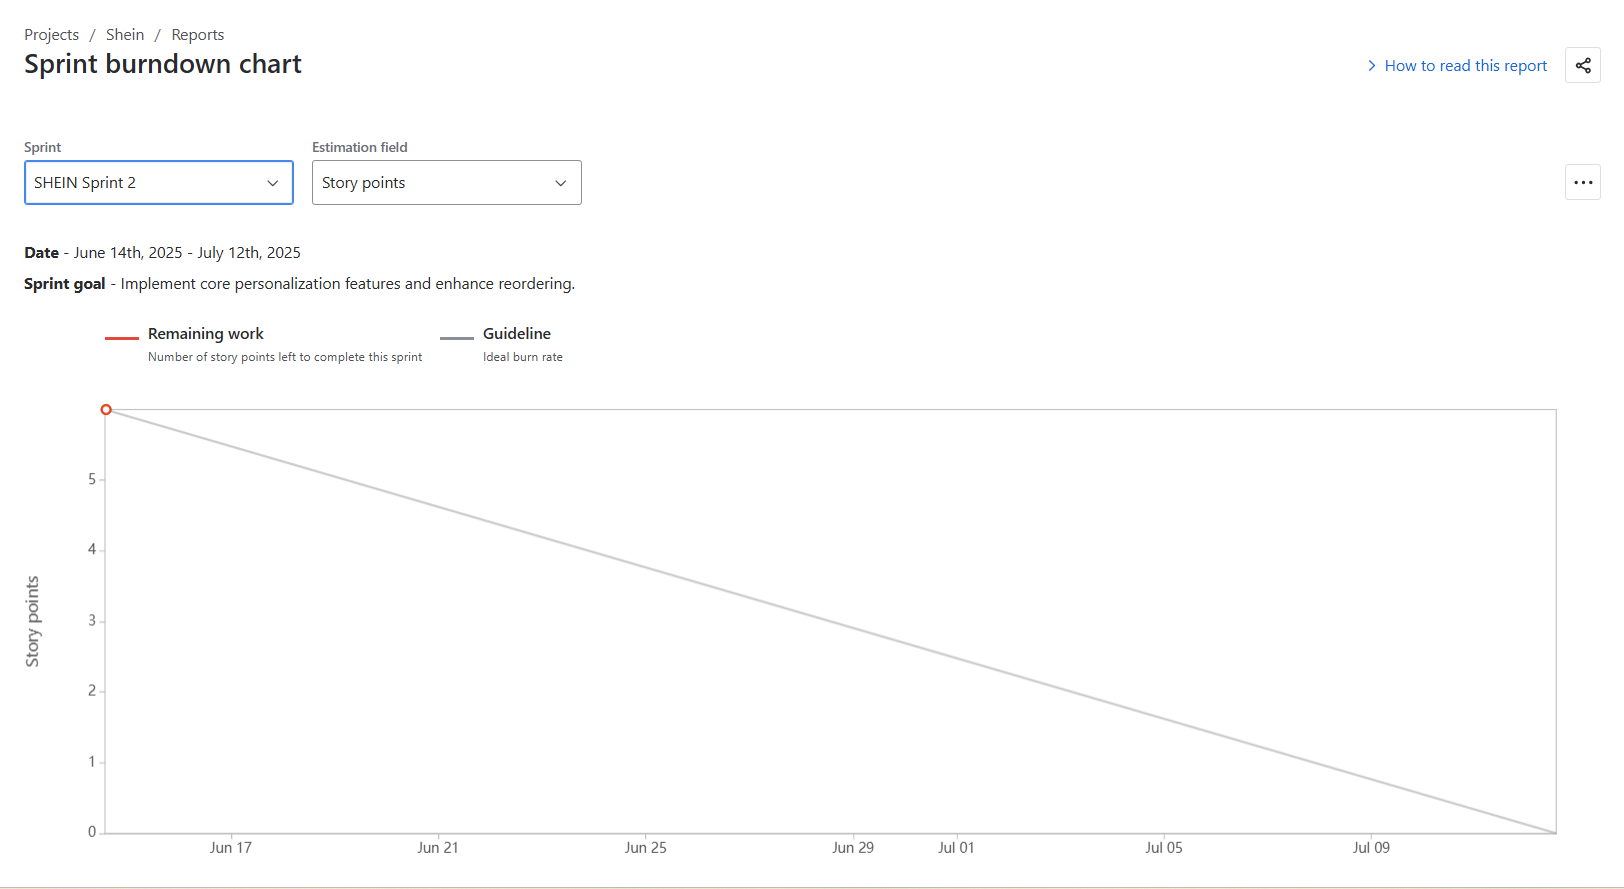 Projects / Shein / Reports
Sprint burndown chart
How to read this report
Sprint
Estimation field
SHEIN Sprint 2
Story points
Date - June 14th, 2025 - July 12th, 2025
Sprint goal - Implement core personalization features and enhance reordering.
Remaining work
Number of story points left to complete this sprint
Guideline
Ideal burn rate
Story points
5
4
3
2
1
0
Jun 17
Jun 21
Jun 25
Jun 29
Jul 01
Jul 05
Jul 09